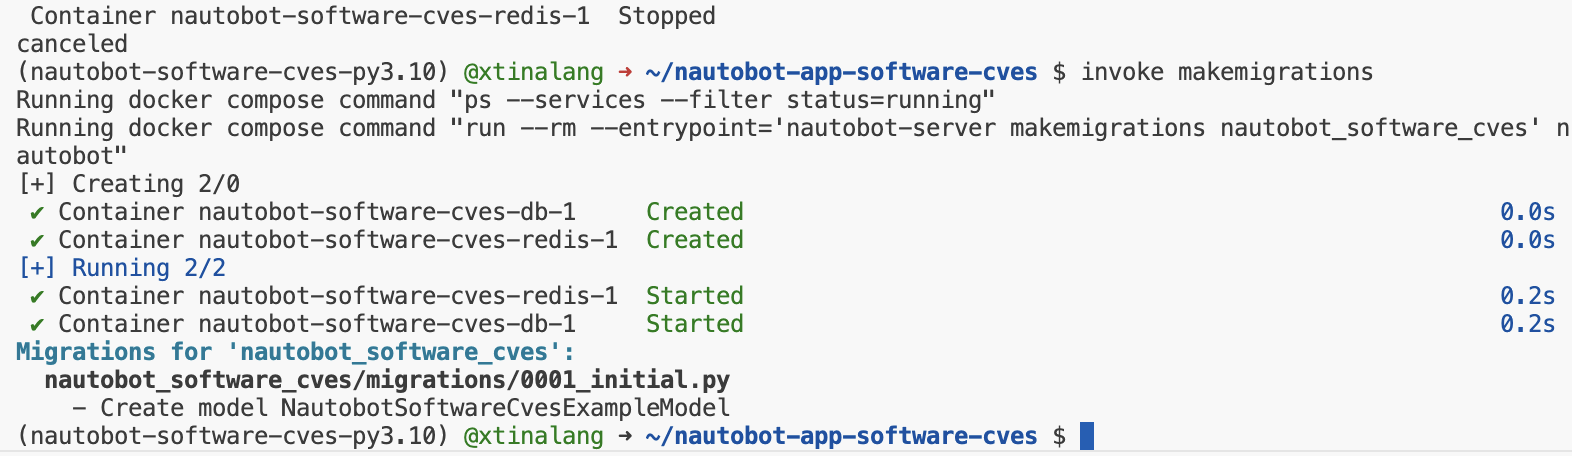 Container nautobot-software-cves-redis-1  Stopped
canceled
(nautobot-software-cves-py3.10) @xtinalang ➜ ~/nautobot-app-software-cves $ invoke makemigrations
Running docker compose command "ps --services --filter status=running"
Running docker compose command "run --rm --entrypoint='nautobot-server makemigrations nautobot_software_cves' n
autobot"
[+] Creating 2/0
✔ Container nautobot-software-cves-db-1     Created 0.0s
✔ Container nautobot-software-cves-redis-1  Created 0.0s
[+] Running 2/2
✔ Container nautobot-software-cves-redis-1  Started 0.2s
✔ Container nautobot-software-cves-db-1     Started 0.2s
Migrations for 'nautobot_software_cves':
nautobot_software_cves/migrations/0001_initial.py
- Create model NautobotSoftwareCvesExampleModel
(nautobot-software-cves-py3.10) @xtinalang ➜ ~/nautobot-app-software-cves $